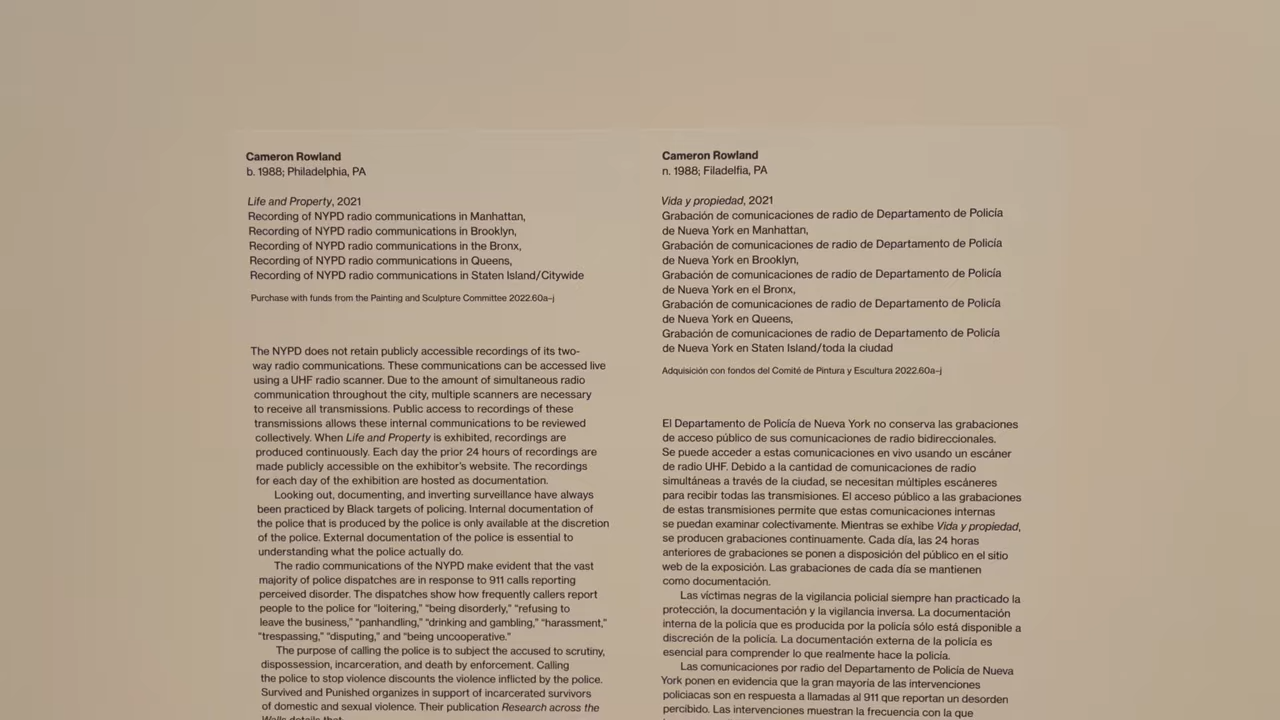 Cameron Rowland
b. 1988; Philadelphia, PA
Life and Property, 2021
Recording of NYPD radio communications in Manhattan,
Recording of NYPD radio communications in Brooklyn,
Recording of NYPD radio communications in the Bronx,
Recording of NYPD radio communications in Queens,
Recording of NYPD radio communications in Staten Island/Citywide
Purchase with funds from the Painting and Sculpture Committee 2022.60a–j
The NYPD does not retain publicly accessible recordings of its two-
way radio communications. These communications can be accessed live
using a UHF radio scanner. Due to the amount of simultaneous radio
communication throughout the city, multiple scanners are necessary
to receive all transmissions. Public access to recordings of these
transmissions allows these internal communications to be reviewed
collectively. When Life and Property is exhibited, recordings are
produced continuously. Each day the prior 24 hours of recordings are
made publicly accessible on the exhibitor's website. The recordings
for each day of the exhibition are hosted as documentation.
Looking out, documenting, and inverting surveillance have always
been practiced by Black targets of policing. Internal documentation of
the police that is produced by the police is only available at the discretion
of the police. External documentation of the police is essential to
understanding what the police actually do.
The radio communications of the NYPD make evident that the vast
majority of police dispatches are in response to 911 calls reporting
perceived disorder. The dispatches show how frequently callers report
people to the police for "loitering," "being disorderly," "refusing to
leave the business," "panhandling," "drinking and gambling," "harassment,"
"trespassing," "disputing," and "being uncooperative."
The purpose of calling the police is to subject the accused to scrutiny,
dispossession, incarceration, and death by enforcement. Calling
the police to stop violence discounts the violence inflicted by the police.
Survived and Punished organizes in support of incarcerated survivors
of domestic and sexual violence. Their publication Research across the
Walls details that
Cameron Rowland
n. 1988; Filadelfia, PA
Vida y propiedad, 2021
Grabación de comunicaciones de radio de Departamento de Policía
de Nueva York en Manhattan,
Grabación de comunicaciones de radio de Departamento de Policía
de Nueva York en Brooklyn,
Grabación de comunicaciones de radio de Departamento de Policía
de Nueva York en el Bronx,
Grabación de comunicaciones de radio de Departamento de Policía
de Nueva York en Queens,
Grabación de comunicaciones de radio de Departamento de Policía
de Nueva York en Staten Island/toda la ciudad
Adquisición con fondos del Comité de Pintura y Escultura 2022.60a–j
El Departamento de Policía de Nueva York no conserva las grabaciones
de acceso público de sus comunicaciones de radio bidireccionales.
Se puede acceder a estas comunicaciones en vivo usando un escáner
de radio UHF. Debido a la cantidad de comunicaciones de radio
simultáneas a través de la ciudad, se necesitan múltiples escáneres
para recibir todas las transmisiones. El acceso público a las grabaciones
de estas transmisiones permite que estas comunicaciones internas
se puedan examinar colectivamente. Mientras se exhibe Vida y propiedad,
se producen grabaciones continuamente. Cada día, las 24 horas
anteriores de grabaciones se ponen a disposición del público en el sitio
web de la exposición. Las grabaciones de cada día se mantienen
como documentación.
Las víctimas negras de la vigilancia policial siempre han practicado la
protección, la documentación y la vigilancia inversa. La documentación
interna de la policía que es producida por la policía sólo está disponible a
discreción de la policía. La documentación externa de la policía es
esencial para comprender lo que realmente hace la policía.
Las comunicaciones por radio del Departamento de Policía de Nueva
York ponen en evidencia que la gran mayoría de las intervenciones
policiacas son en respuesta a llamadas al 911 que reportan un desorden
percibido. Las intervenciones muestran la frecuencia con la que